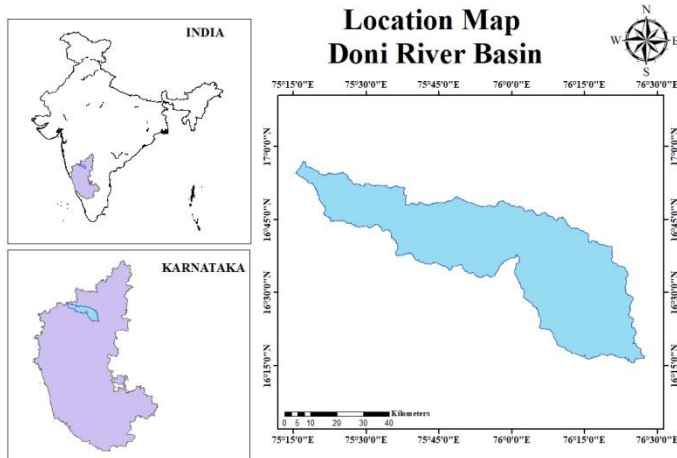 INDIA
Location Map
Doni River Basin
N
W E
S
75°15'0"E 75°30'0"E 75°45'0"E 76°0'0"E 76°15'0"E 76°30'0"E
17°0'0"N 17°0'0"N
16°45'0"N 16°45'0"N
KARNATAKA
16°30'0"N 16°30'0"N
16°15'0"N 16°15'0"N
Kilometers
0 5 10 20 30 40
75°15'0"E 75°30'0"E 75°45'0"E 76°0'0"E 76°15'0"E 76°30'0"E